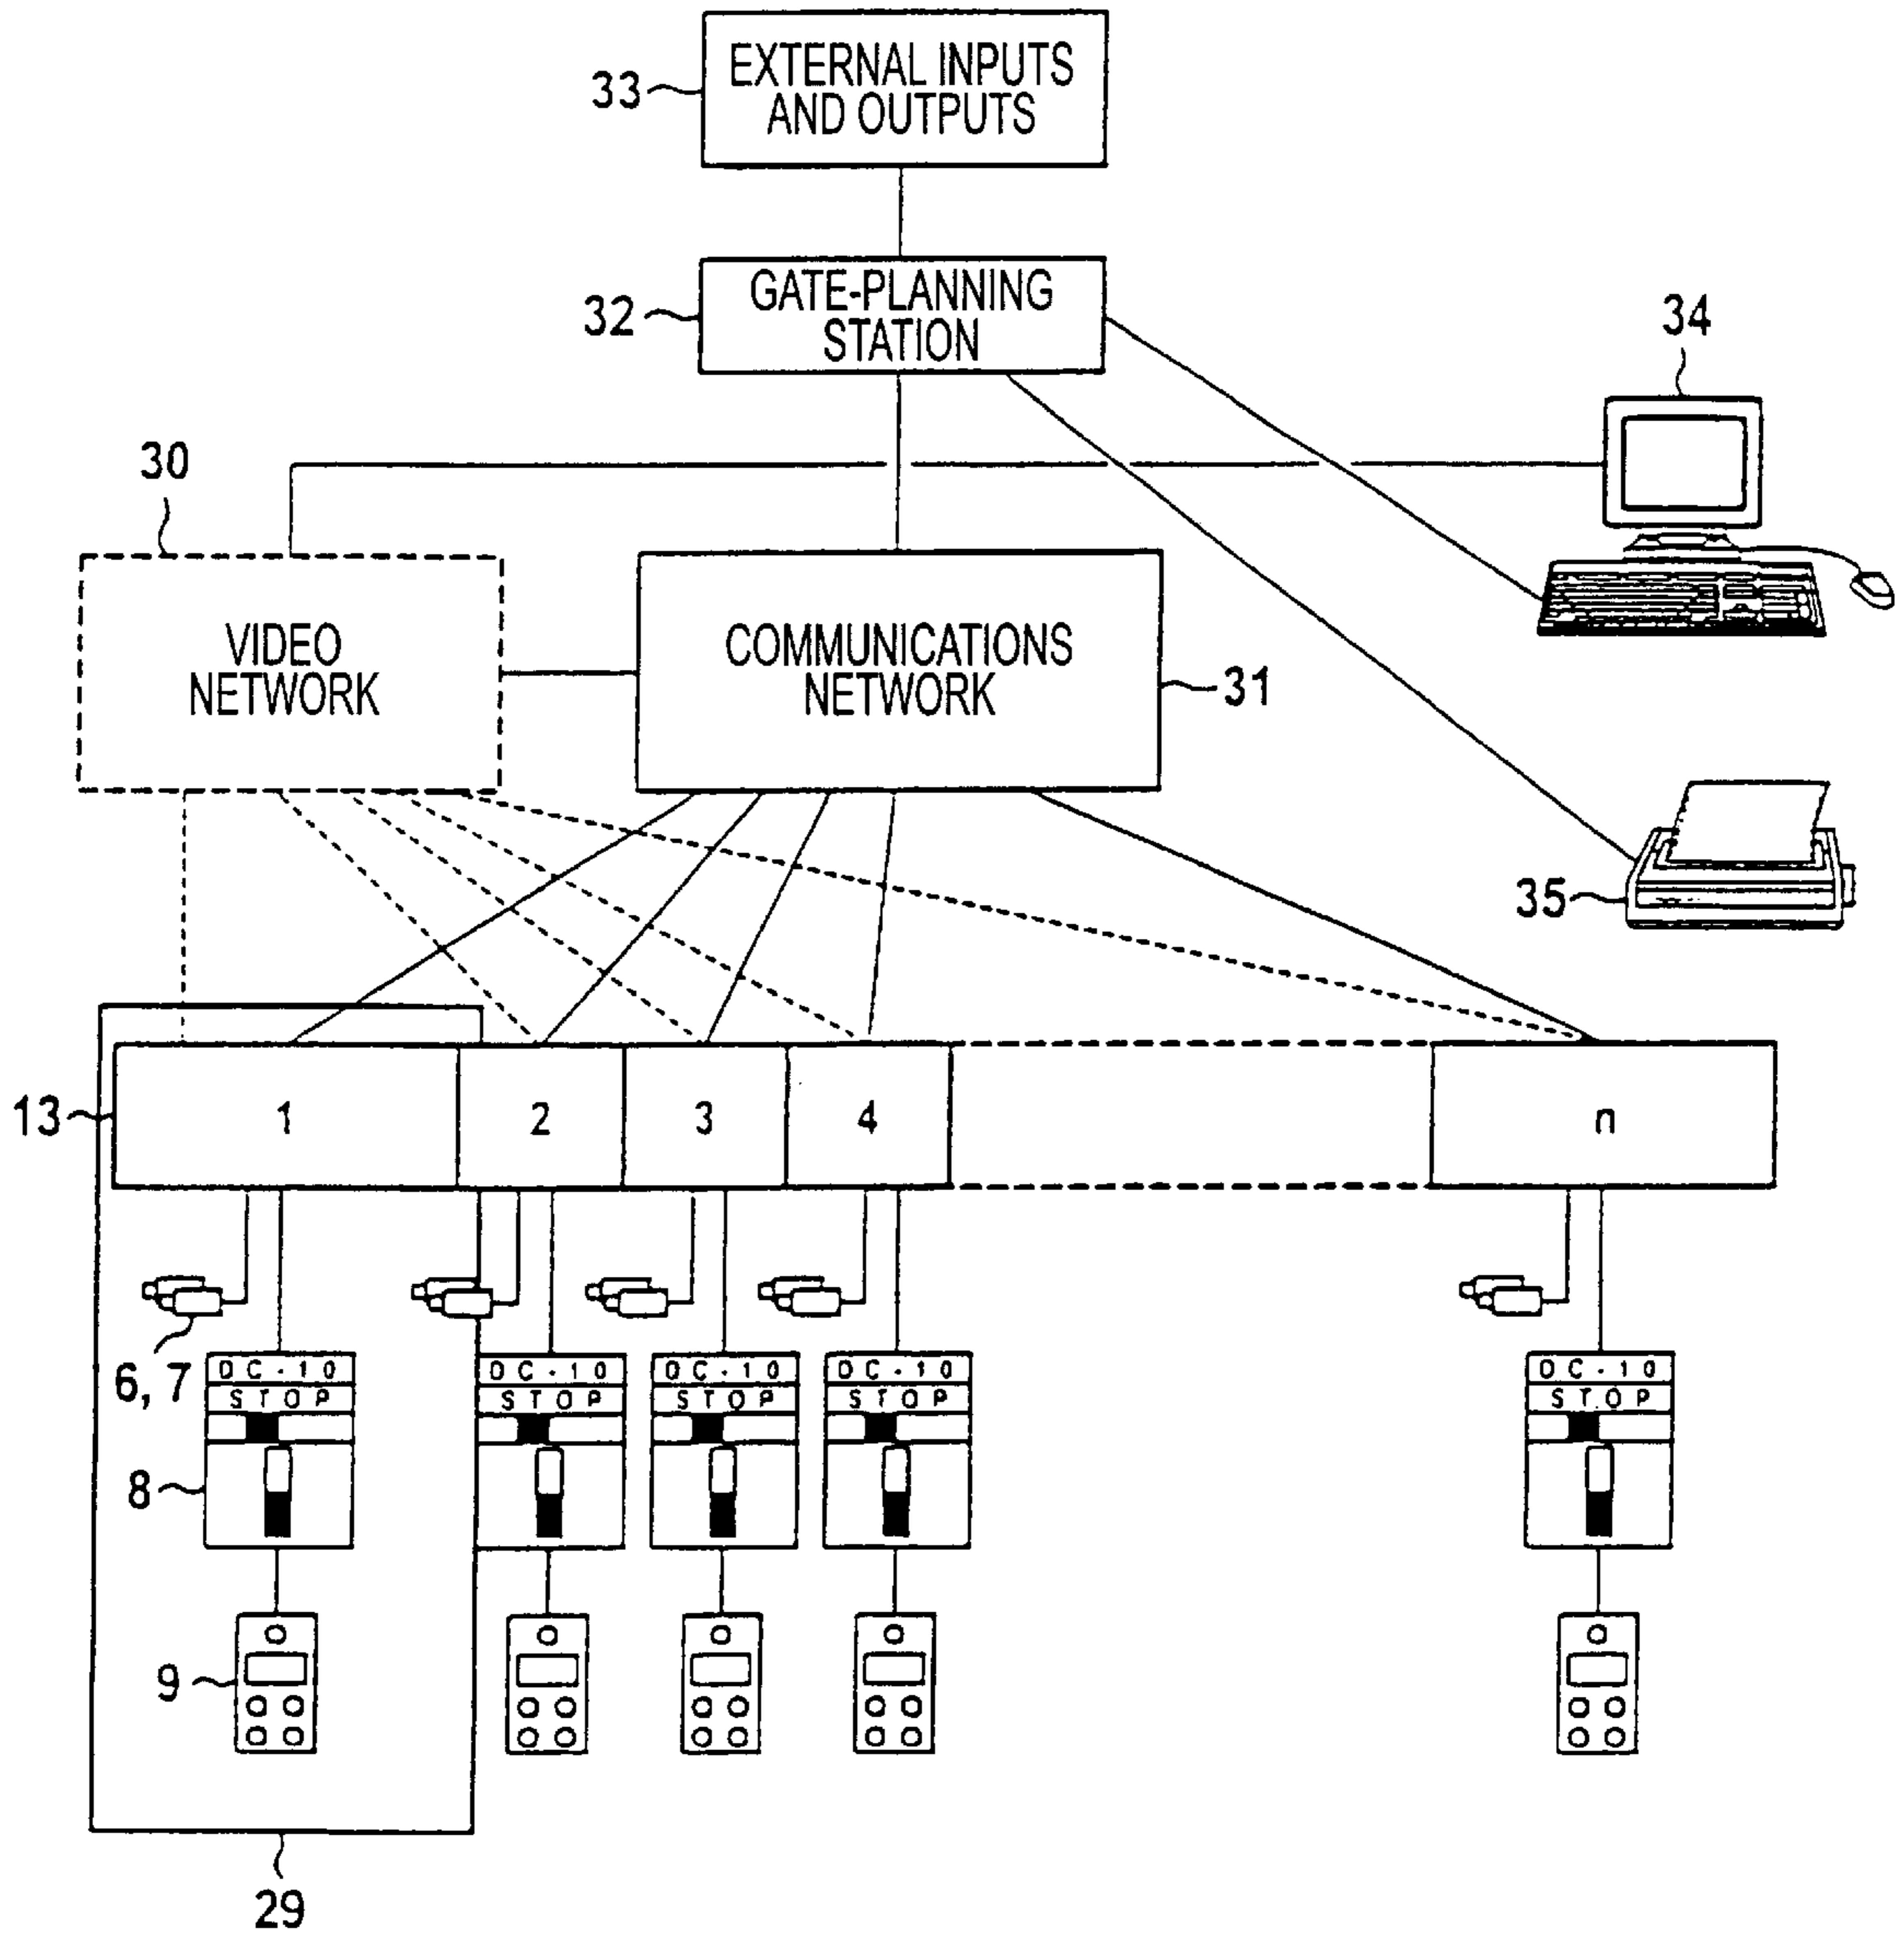 33
EXTERNAL INPUTS
AND OUTPUTS
32
GATE-PLANNING
STATION
34
30
VIDEO
NETWORK
COMMUNICATIONS
NETWORK
31
35
13
1
2
3
4
n
6, 7
DC-10
STOP
DC-10
STOP
DC-10
STOP
DC-10
STOP
DC-10
STOP
8
9
29